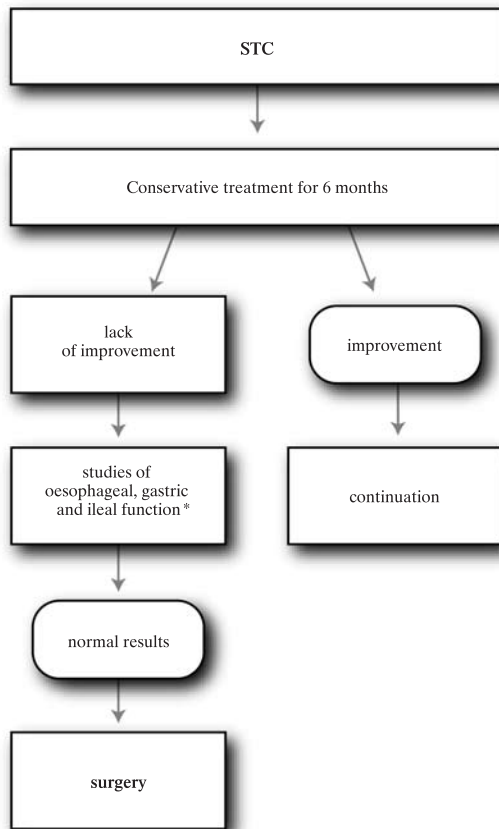 STC
Conservative treatment for 6 months
lack
of improvement
improvement
studies of
oesophageal, gastric
and ileal function*
continuation
normal results
surgery